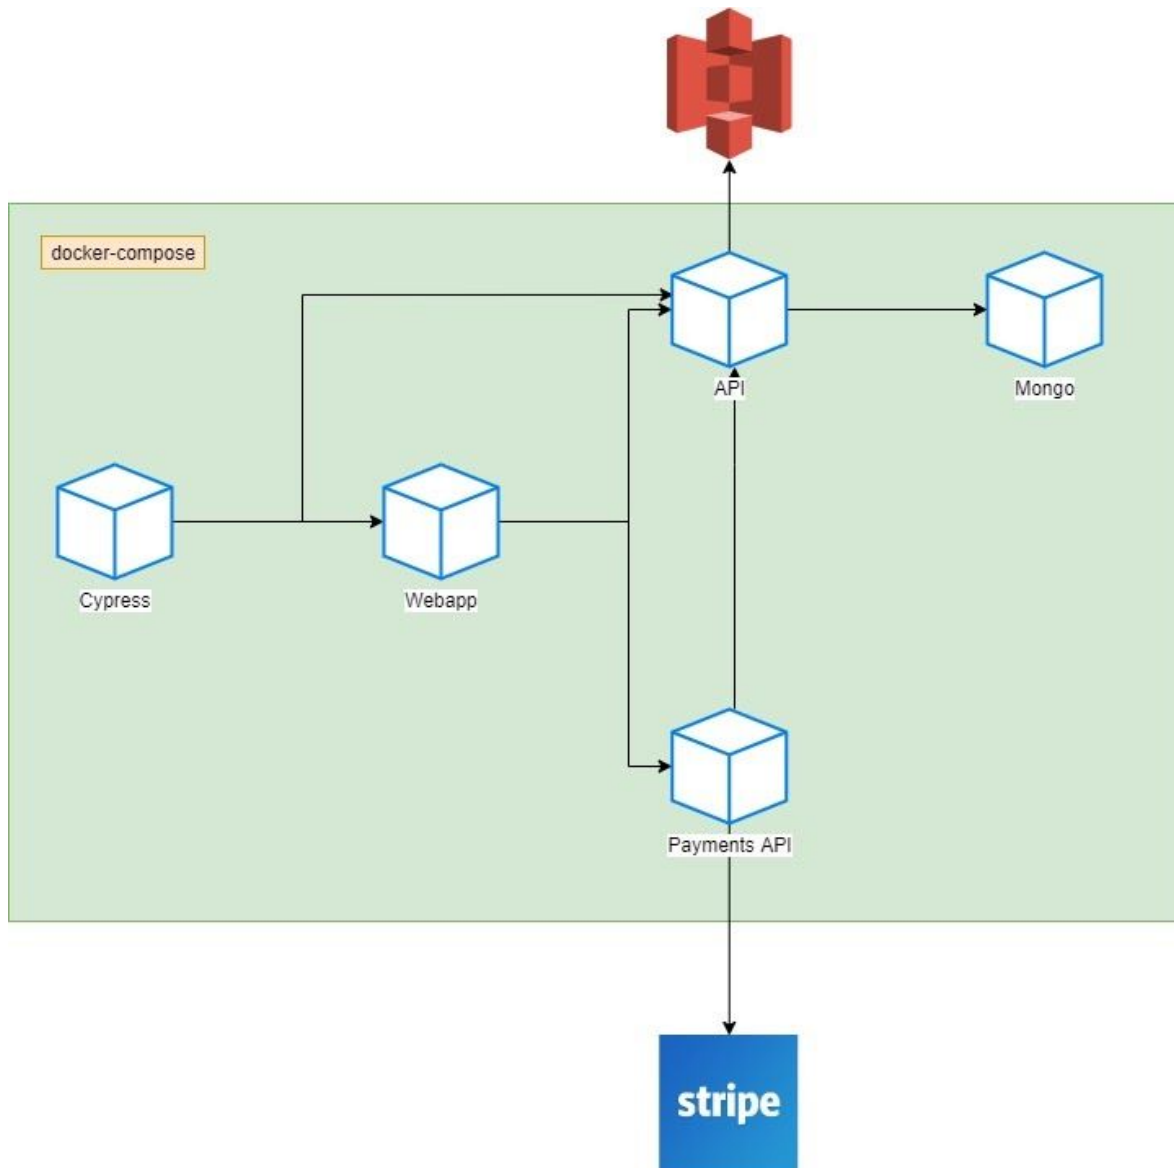 docker-compose
API
Mongo
Cypress
Webapp
Payments API
stripe